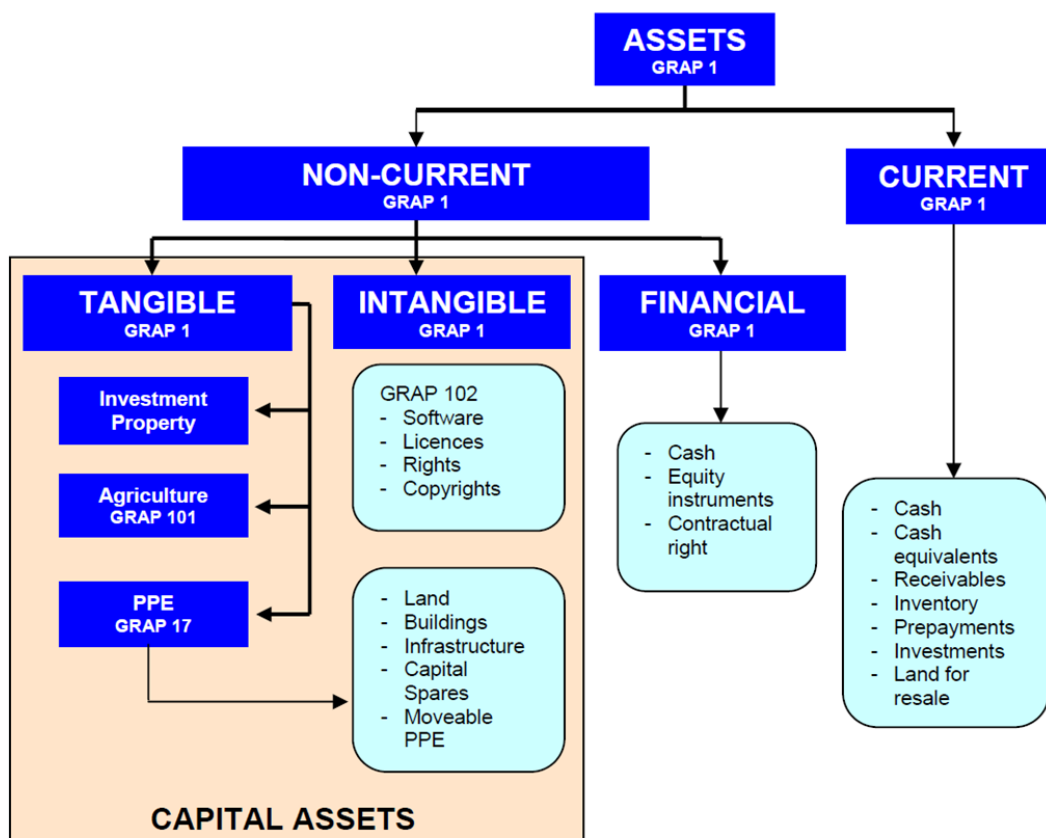 ASSETS
GRAP 1
NON-CURRENT
GRAP 1
CURRENT
GRAP 1
TANGIBLE
GRAP 1
INTANGIBLE
GRAP 1
FINANCIAL
GRAP 1
Investment
Property
Agriculture
GRAP 101
PPE
GRAP 17
GRAP 102
- Software
- Licences
- Rights
- Copyrights
- Land
- Buildings
- Infrastructure
- Capital
Spares
- Moveable
PPE
- Cash
- Equity
instruments
- Contractual
right
- Cash
- Cash
equivalents
- Receivables
- Inventory
- Prepayments
- Investments
- Land for
resale
CAPITAL ASSETS